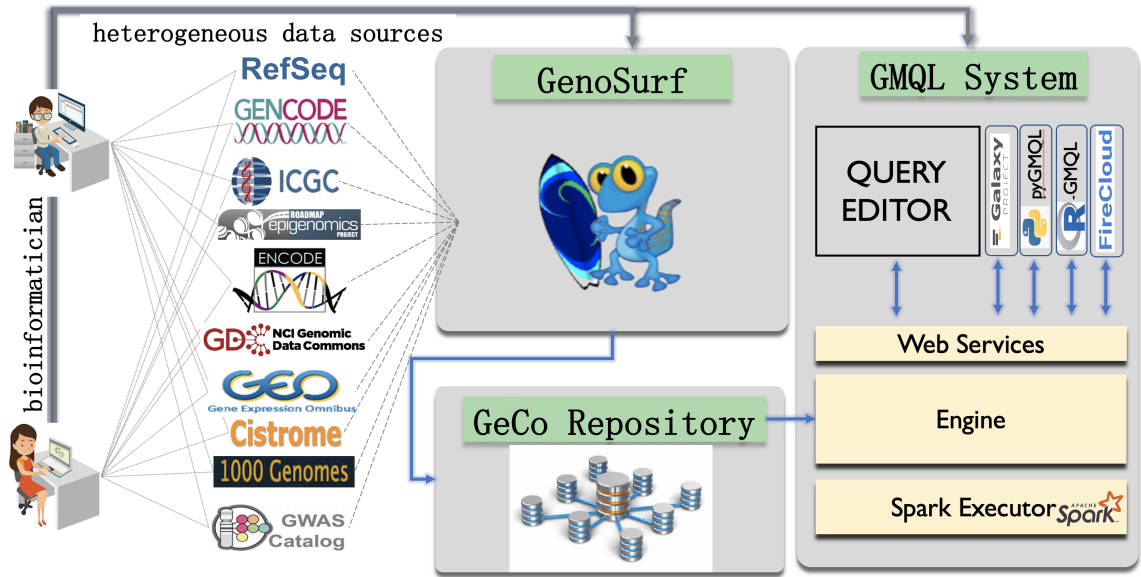 heterogeneous data sources
bioinformatician
RefSeq
GENCODE
ICGC
ROADMAP
epigenomics
PROJECT
ENCODE
GDC NCI Genomic
Data Commons
GEO
Gene Expression Omnibus
Cistrome
1000 Genomes
GWAS
Catalog
GenoSurf
GeCo Repository
GMQL System
QUERY
EDITOR
Galaxy
PROJECT
pyGMQL
R-GMQL
FireCloud
Web Services
Engine
Spark Executor
APACHE
Spark